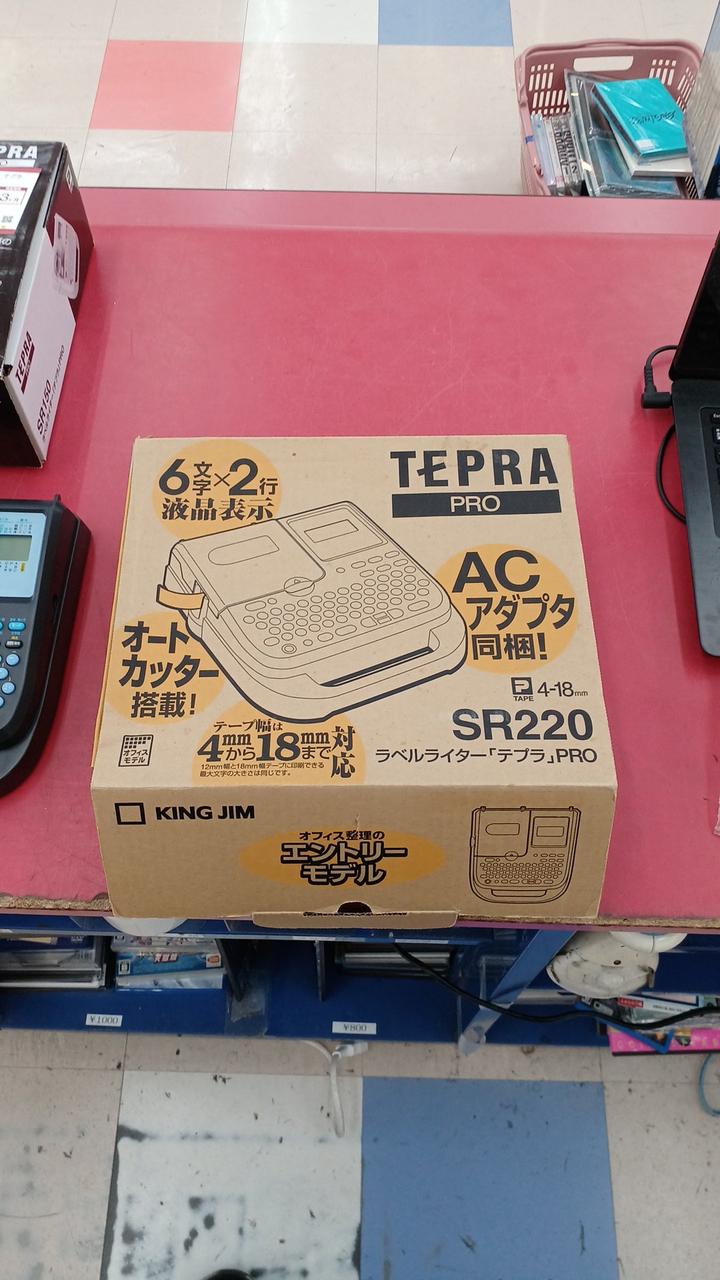 TEPRA
SR150
6文字×2行
液晶表示
TEPRA
PRO
AC
アダプタ
同梱!
オート
カッター
搭載!
TAPE 4-18mm
SR220
ラベルライター「テプラ」PRO
テープ幅は
4mmから18mmまで対応
12mm幅と18mm幅テープに印刷できる
最大文字の大きさは同じです。
オフィス
モデル
KING JIM
オフィス整理の
エントリー
モデル
¥1000
¥800